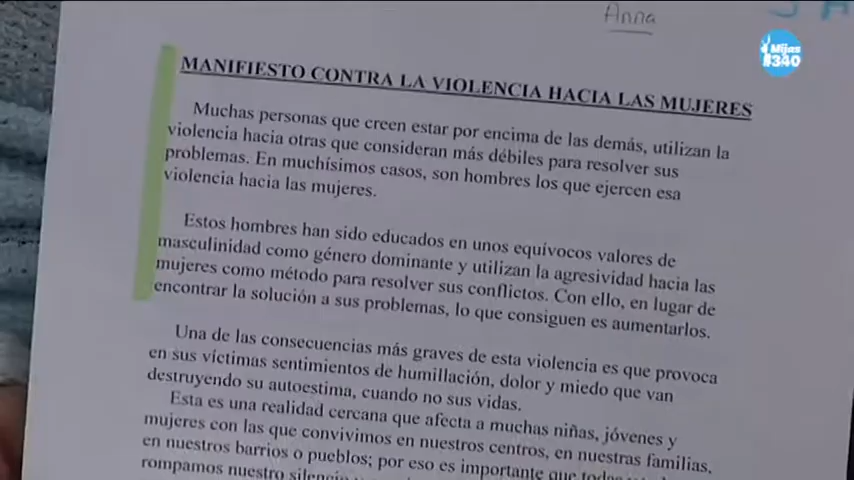 Anna
Mijas
#340
MANIFIESTO CONTRA LA VIOLENCIA HACIA LAS MUJERES
Muchas personas que creen estar por encima de las demás, utilizan la
violencia hacia otras que consideran más débiles para resolver sus
problemas. En muchísimos casos, son hombres los que ejercen esa
violencia hacia las mujeres.
Estos hombres han sido educados en unos equívocos valores de
masculinidad como género dominante y utilizan la agresividad hacia las
mujeres como método para resolver sus conflictos. Con ello, en lugar de
encontrar la solución a sus problemas, lo que consiguen es aumentarlos.
Una de las consecuencias más graves de esta violencia es que provoca
en sus víctimas sentimientos de humillación, dolor y miedo que van
destruyendo su autoestima, cuando no sus vidas.
Esta es una realidad cercana que afecta a muchas niñas, jóvenes y
mujeres con las que convivimos en nuestros centros, en nuestras familias,
en nuestros barrios o pueblos; por eso es importante que
rompamos nuestro silencio